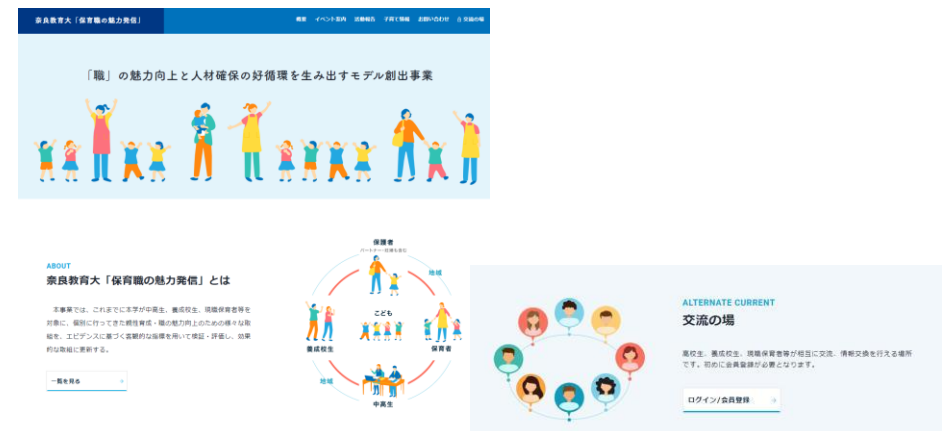 奈良教育大「保育職の魅力発信」
概要 イベント案内 活動報告 子育て情報 お問い合わせ 交流の場
「職」の魅力向上と人材確保の好循環を生み出すモデル創出事業
ABOUT
奈良教育大「保育職の魅力発信」とは
本事業では、これまでに本学が中高生、養成校生、現職保育者等を
対象に、個別に行ってきた親性育成・職の魅力向上のための様々な取
組を、エビデンスに基づく客観的な指標を用いて検証・評価し、効果
的な取組に更新する。
一覧を見る
保護者
地域
こども
養成校生
保育者
地域
中高生
ALTERNATE CURRENT
交流の場
高校生、養成校生、現職保育者等が相互に交流、情報交換を行える場所
です。初めに会員登録が必要となります。
ログイン/会員登録